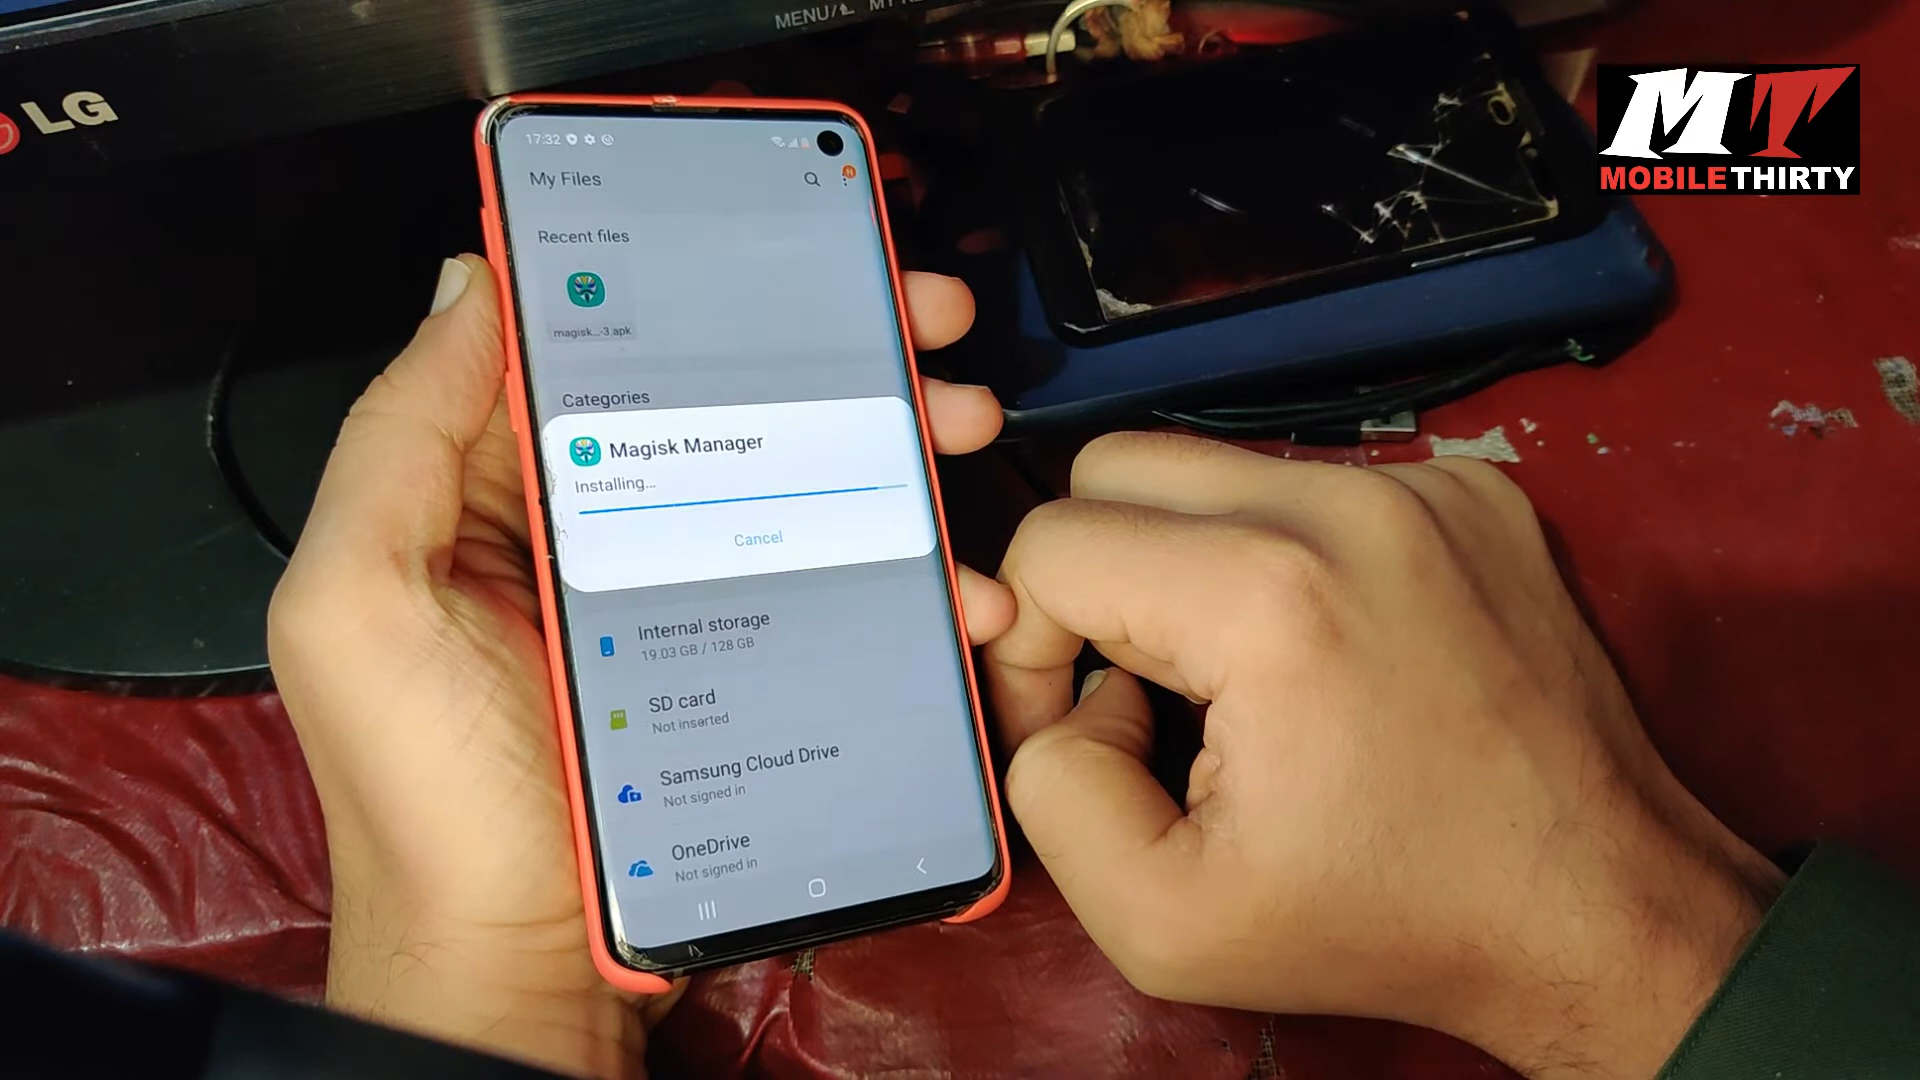 MENU/
LG
MT
MOBILE THIRTY
17:32
My Files
N
Recent files
magisk...-3.apk
Categories
Magisk Manager
Installing...
Cancel
Internal storage
19.03 GB / 128 GB
SD card
Not inserted
Samsung Cloud Drive
Not signed in
OneDrive
Not signed in